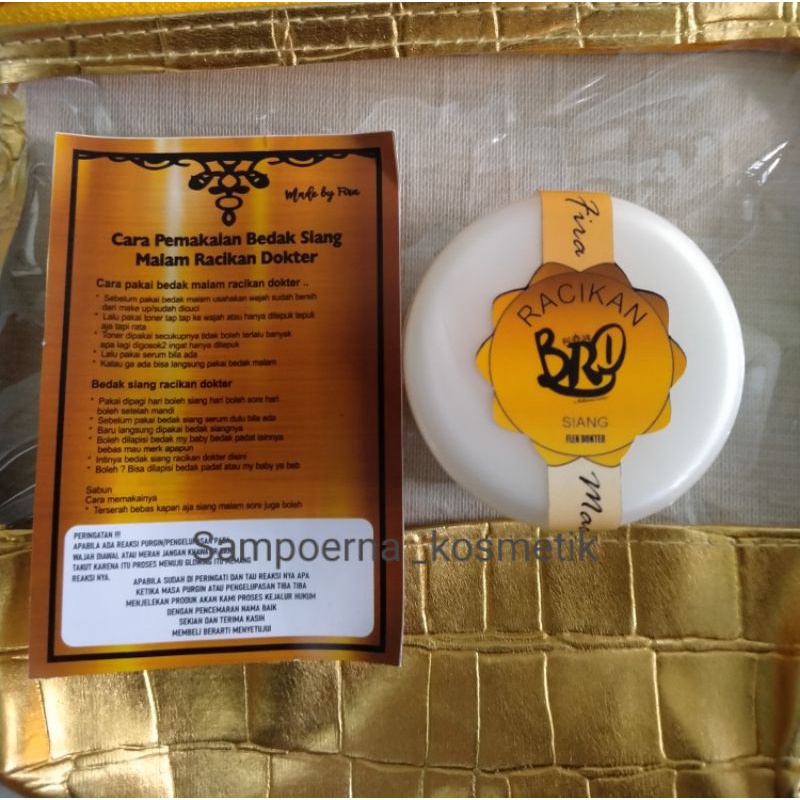 Made by Fira
Cara Pemakaian Bedak Siang
Malam Racikan Dokter
Cara pakai bedak malam racikan dokter ..
* Sebelum pakai bedak malam usahakan wajah sudah bersih
dari make up/sudah dicuci
* Lalu pakai toner tap tap ke wajah atau hanya ditepuk tepuk
aja tapi rata
* Toner dipakai secukupnya tidak boleh terlalu banyak
apa lagi digosok2 ingat hanya ditepuk
* Lalu pakai serum bila ada
* Kalau ga ada bisa langsung pakai bedak malam
Bedak siang racikan dokter
* Pakai dipagi hari boleh siang hari boleh sore hari
boleh setelah mandi
* Sebelum pakai bedak siang serum dulu bila ada
* Baru langsung dipakai bedak siangnya
* Boleh dilapisi bedak my baby bedak padat lainnya
bebas mau merk apapun
* Intinya bedak siang racikan dokter disini
* Boleh ? Bisa dilapisi bedak padat atau my baby ya beb
Sabun
Cara memakainya
* Terserah bebas kapan aja siang malam sore juga boleh
PERINGATAN !!!
APABILA ADA REAKSI PURGIN/PENGELUPASAN PADA
WAJAH DIAWAL ATAU MERAH JANGAN
TAKUT KARENA ITU PROSES MENUJU GLOWING ITU MEMANG
REAKSI NYA.
APABILA SUDAH DI PERINGATI DAN TAU REAKSI NYA APA
KETIKA MASA PURGIN ATAU PENGELUPASAN TIBA TIBA
MENJELEKAN PRODUK AKAN KAMI PROSES KEJALUR HUKUM
DENGAN PENCEMARAN NAMA BAIK
SEKIAN DAN TERIMA KASIH
MEMBELI BERARTI MENYETUJUI
Fira
RACIKAN
BRO
SIANG
FLEK DOKTER
Ma
Sampoerna _kosmetik